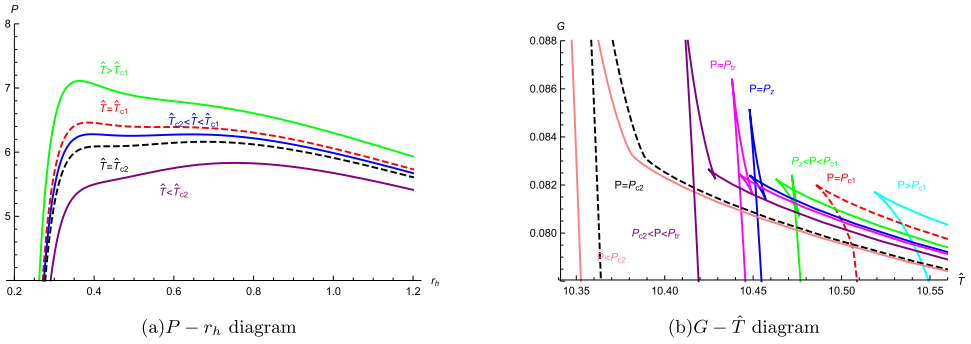 P
8
7
6
5
0.2 0.4 0.6 0.8 1.0 1.2
r_h
T̂>T̂_c1
T̂=T̂_c1
T̂_c2<T̂<T̂_c1
T̂=T̂_c2
T̂<T̂_c2
(a)P − r_h diagram
G
0.088
0.086
0.084
0.082
0.080
10.35 10.40 10.45 10.50 10.55
T̂
P=P_tr
P=P_z
P_z<P<P_c1
P=P_c1
P>P_c1
P=P_c2
P_c2<P<P_tr
P<P_c2
(b)G − T̂ diagram